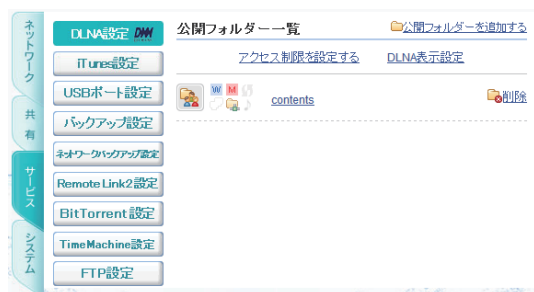 ネットワーク
共有
サービス
システム
DLNA設定 DMM
iTunes設定
USBポート設定
バックアップ設定
ネットワークバックアップ設定
Remote Link2設定
BitTorrent設定
TimeMachine設定
FTP設定
公開フォルダー一覧
公開フォルダーを追加する
アクセス制限を設定する
DLNA表示設定
W M
contents
削除